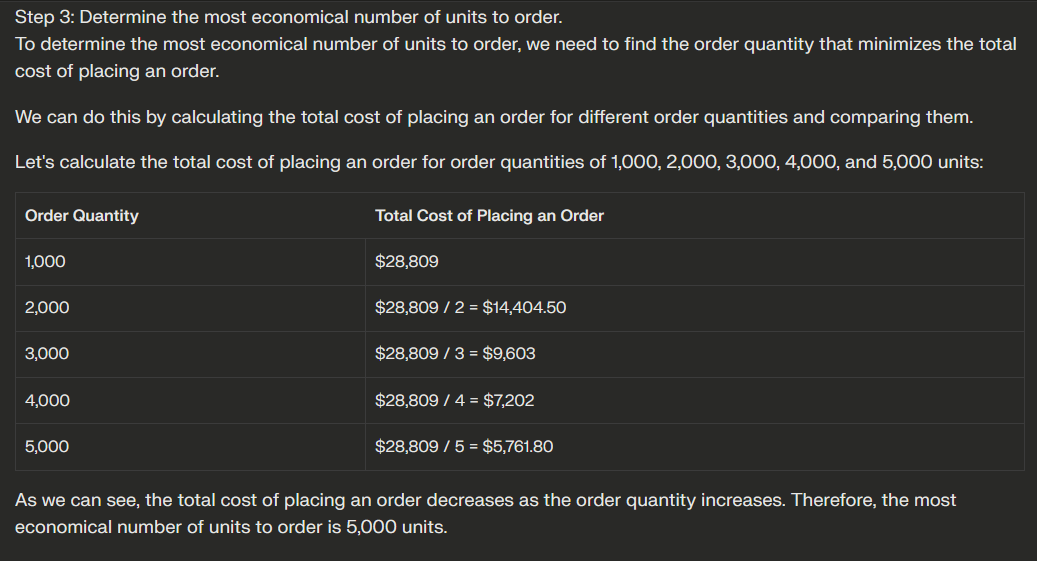 Step 3: Determine the most economical number of units to order.
To determine the most economical number of units to order, we need to find the order quantity that minimizes the total
cost of placing an order.
We can do this by calculating the total cost of placing an order for different order quantities and comparing them.
Let's calculate the total cost of placing an order for order quantities of 1,000, 2,000, 3,000, 4,000, and 5,000 units:
Order Quantity Total Cost of Placing an Order
1,000 $28,809
2,000 $28,809 / 2 = $14,404.50
3,000 $28,809 / 3 = $9,603
4,000 $28,809 / 4 = $7,202
5,000 $28,809 / 5 = $5,761.80
As we can see, the total cost of placing an order decreases as the order quantity increases. Therefore, the most
economical number of units to order is 5,000 units.